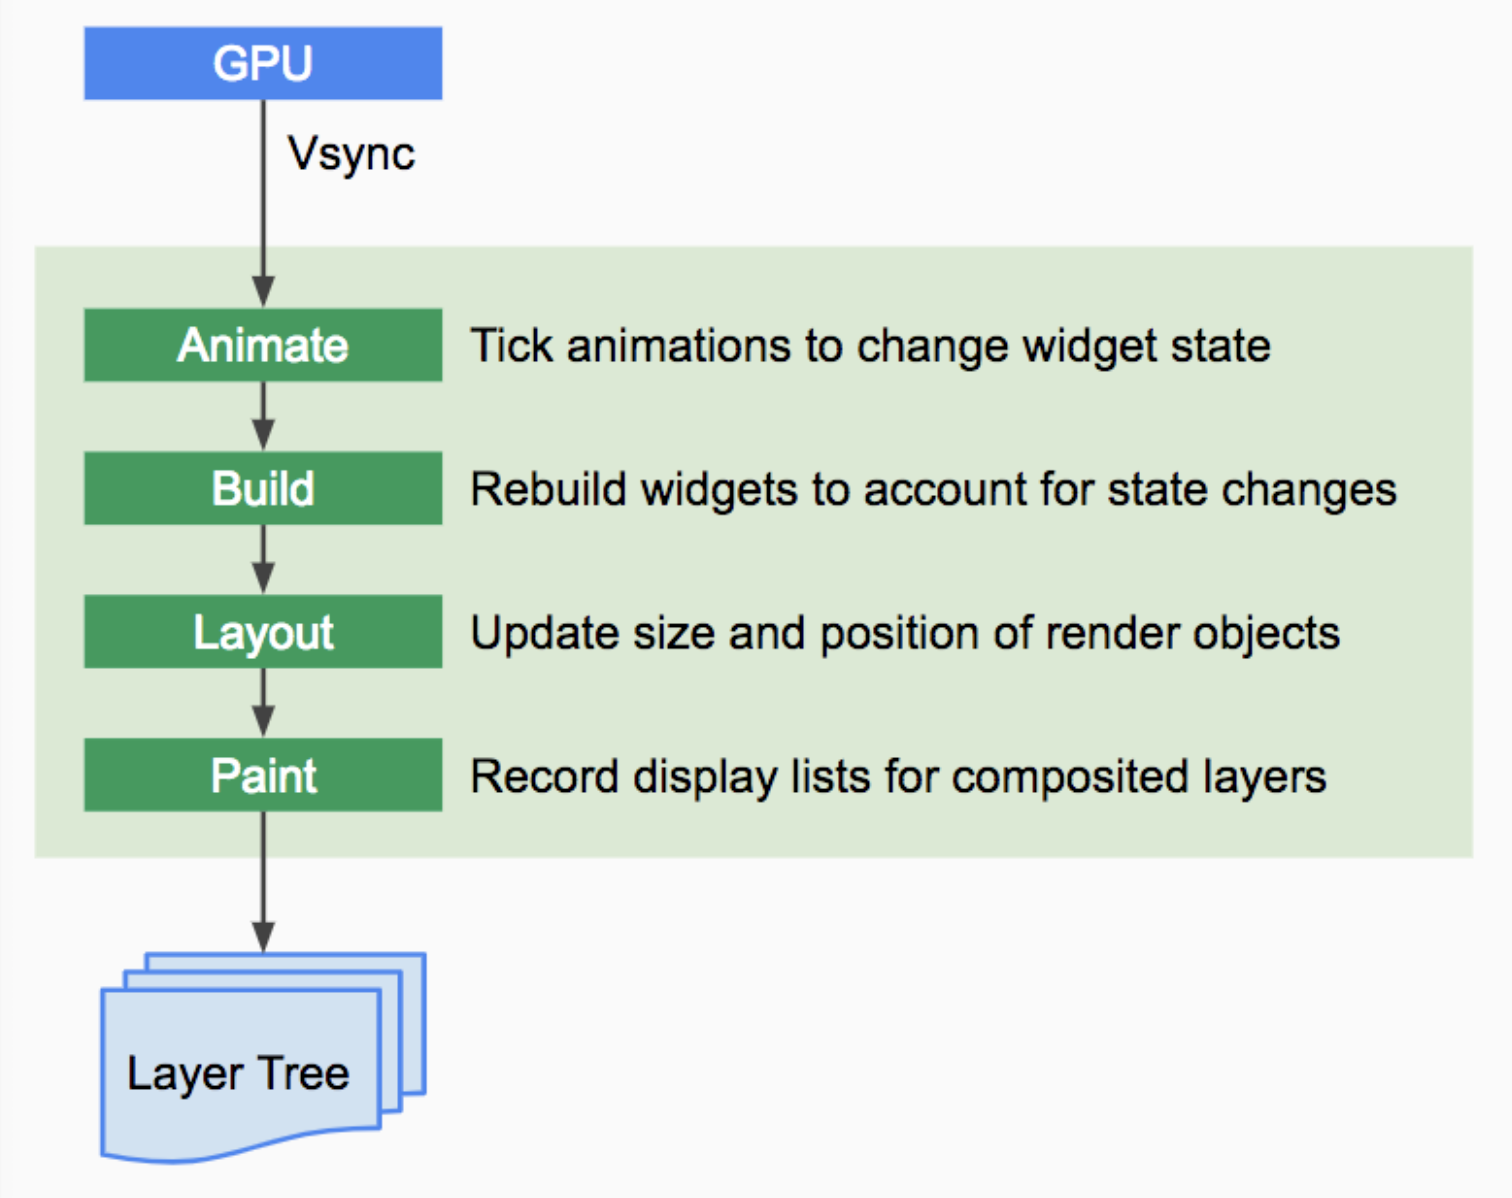 GPU
Vsync
Animate
Tick animations to change widget state
Build
Rebuild widgets to account for state changes
Layout
Update size and position of render objects
Paint
Record display lists for composited layers
Layer Tree